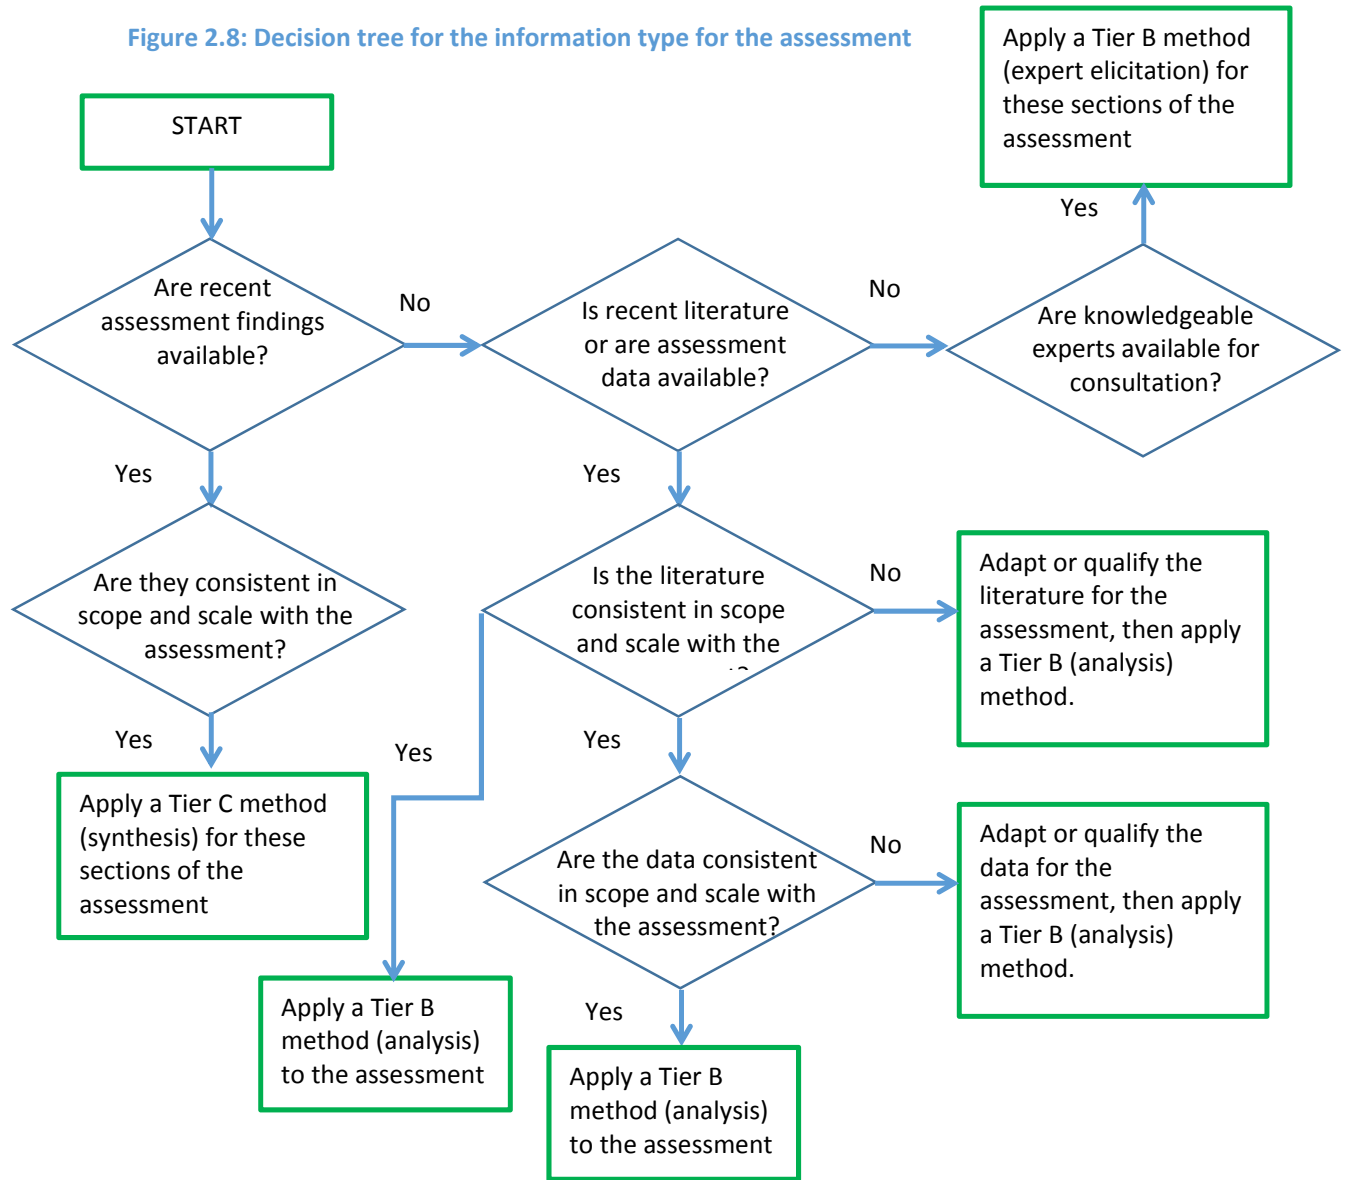 Figure 2.8: Decision tree for the information type for the assessment
START
Apply a Tier B method
(expert elicitation) for
these sections of the
assessment
Yes
Are recent
assessment findings
available?
No
Is recent literature
or are assessment
data available?
No
Are knowledgeable
experts available for
consultation?
Yes
Yes
Are they consistent in
scope and scale with the
assessment?
Is the literature
consistent in scope
and scale with the
No
Adapt or qualify the
literature for the
assessment, then apply
a Tier B (analysis)
method.
Yes
Yes
Yes
Apply a Tier C method
(synthesis) for these
sections of the
assessment
Are the data consistent
in scope and scale with
the assessment?
No
Adapt or qualify the
data for the
assessment, then apply
a Tier B (analysis)
method.
Apply a Tier B
method (analysis)
to the assessment
Yes
Apply a Tier B
method (analysis)
to the assessment